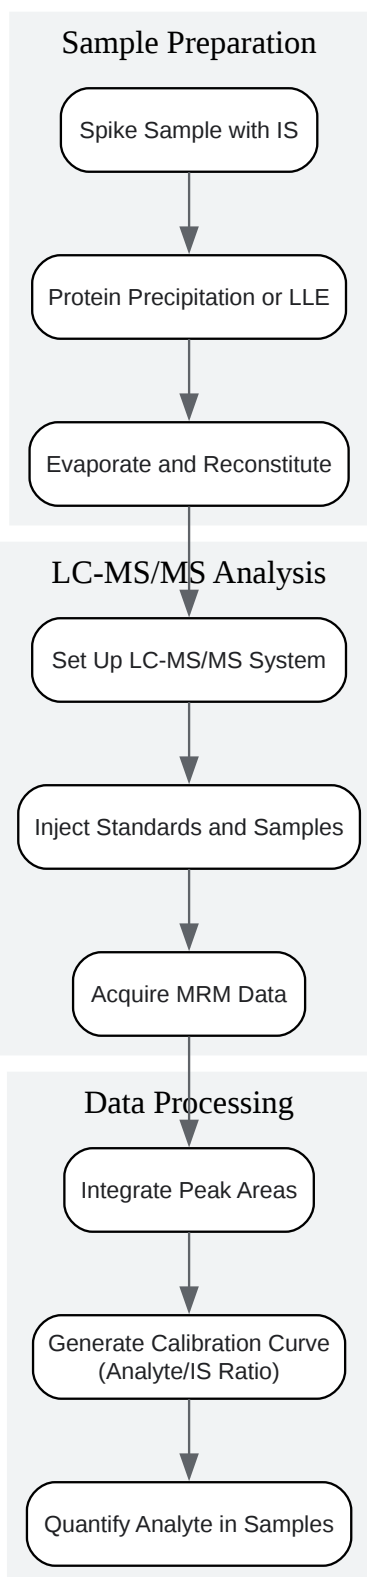 Sample Preparation
Spike Sample with IS
Protein Precipitation or LLE
Evaporate and Reconstitute
LC-MS/MS Analysis
Set Up LC-MS/MS System
Inject Standards and Samples
Acquire MRM Data
Data Processing
Integrate Peak Areas
Generate Calibration Curve
(Analyte/IS Ratio)
Quantify Analyte in Samples